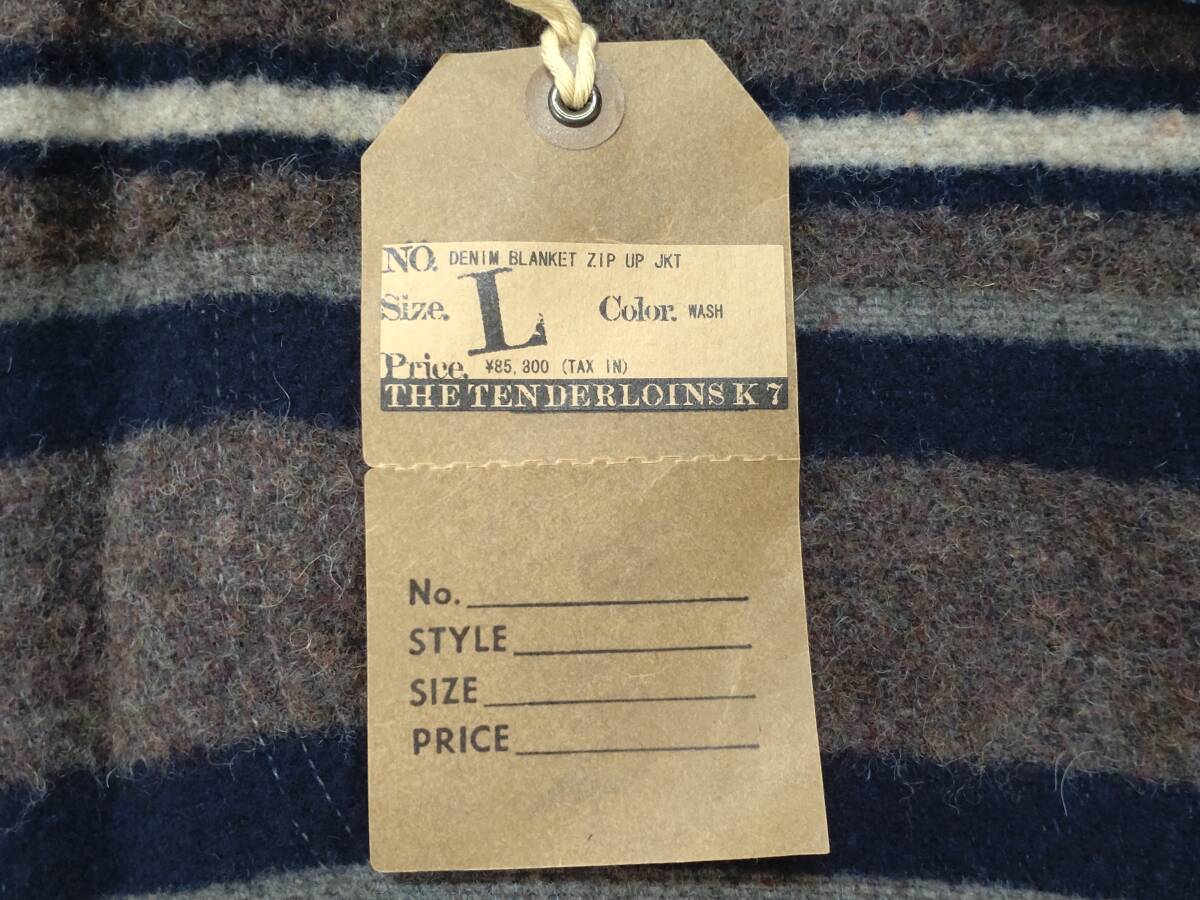 NO. DENIM BLANKET ZIP UP JKT
Size. L Color. WASH
Price. ¥85,300 (TAX IN)
THE TENDERLOINS K 7
No.
STYLE
SIZE
PRICE